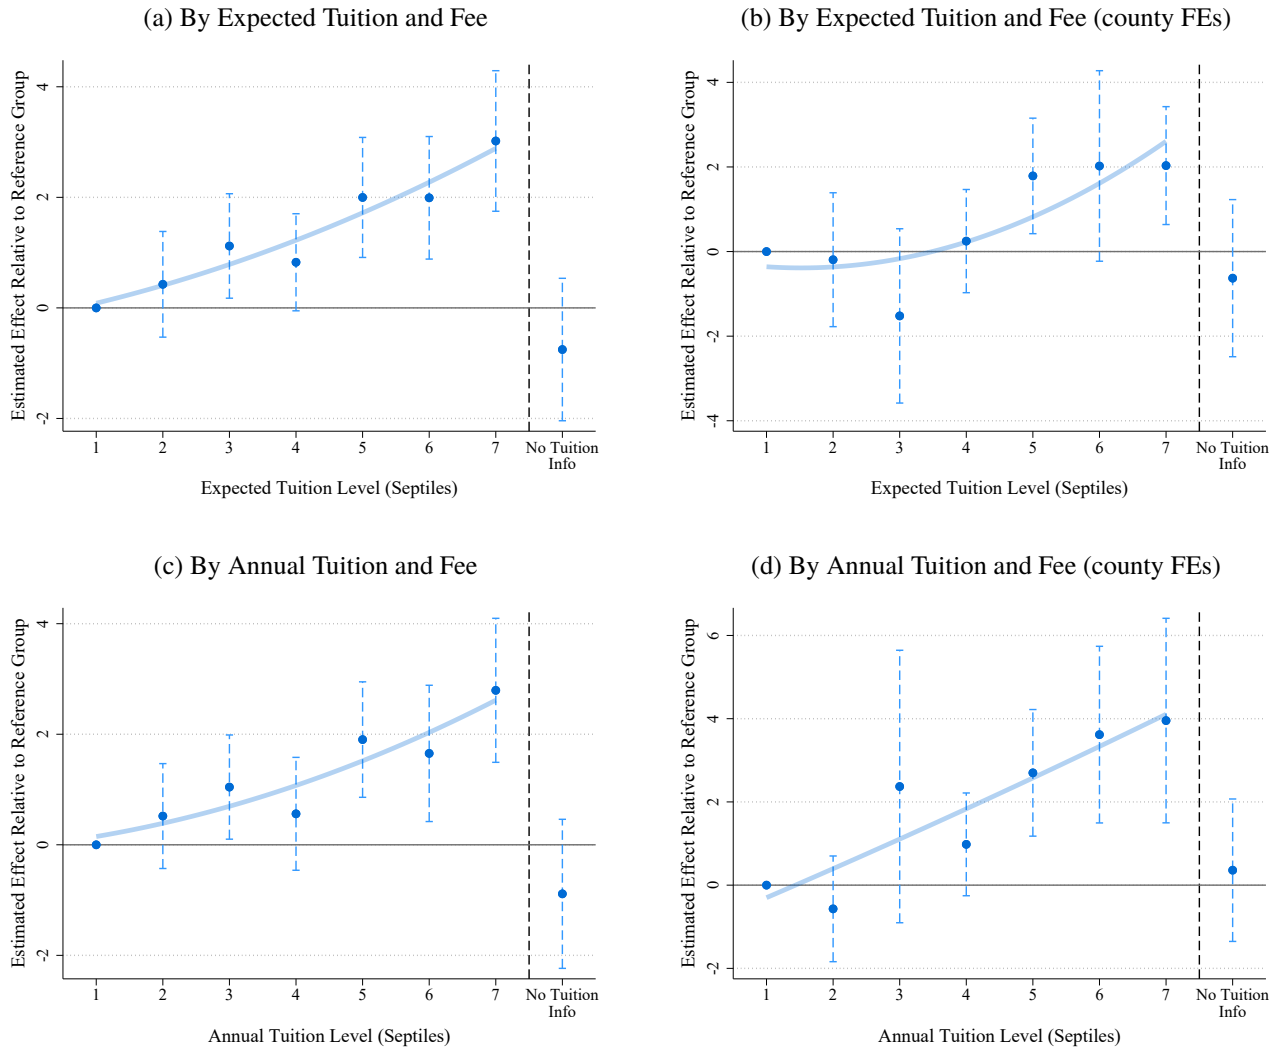 (a) By Expected Tuition and Fee
Estimated Effect Relative to Reference Group
4
2
0
-2
1 2 3 4 5 6 7 No Tuition
Info
Expected Tuition Level (Septiles)
(b) By Expected Tuition and Fee (county FEs)
Estimated Effect Relative to Reference Group
4
2
0
-2
-4
1 2 3 4 5 6 7 No Tuition
Info
Expected Tuition Level (Septiles)
(c) By Annual Tuition and Fee
Estimated Effect Relative to Reference Group
4
2
0
-2
1 2 3 4 5 6 7 No Tuition
Info
Annual Tuition Level (Septiles)
(d) By Annual Tuition and Fee (county FEs)
Estimated Effect Relative to Reference Group
6
4
2
0
-2
1 2 3 4 5 6 7 No Tuition
Info
Annual Tuition Level (Septiles)